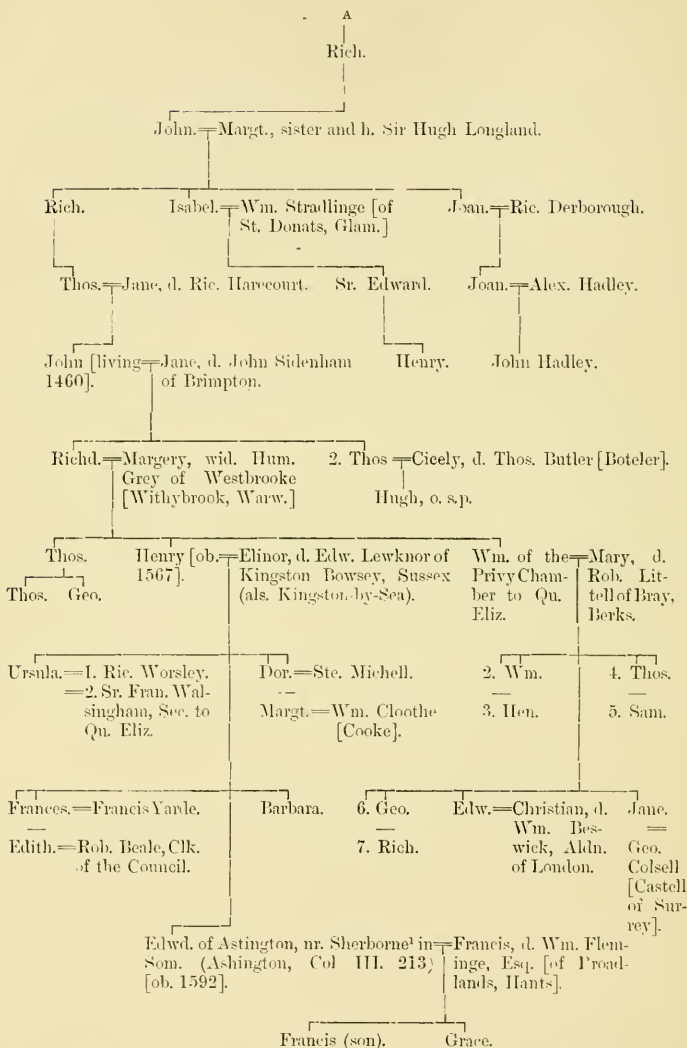 A
Rich.
John. Margt., sister and h. Sir Hugh Longland.
Rich. Isabel. Wm. Stradlinge [of Joan. Ric. Derborough.
St. Donats, Glam.]
Thos. Jane, d. Ric. Harecourt. Sr. Edward. Joan. Alex. Hadley.
John [living Jane, d. John Sidenham Henry. John Hadley.
1460]. of Brimpton.
Richd. Margery, wid. Hum. 2. Thos Cicely, d. Thos. Butler [Boteler].
Grey of Westbrooke
[Withybrook, Warw.] Hugh, o. s.p.
Thos. Henry [ob. Elinor, d. Edw. Lewknor of Wm. of the Mary, d.
1567]. Kingston Bowsey, Sussex Privy Cham- Rob. Lit-
Thos. Geo. (als. Kingston-by-Sea). ber to Qu. tell of Bray,
Eliz. Berks.
Ursula.=1. Ric. Worsley. Dor.=Ste. Michell. 2. Wm. 4. Thos.
=2. Sr. Fran. Wal-
singham, Sec. to Margt.=Wm. Cloothe 3. Hen. 5. Sam.
Qu. Eliz. [Cooke].
Frances.=Francis Yarde. Barbara. 6. Geo. Edw.=Christian, d. Jane.
Wm. Bes- =
Edith.=Rob. Beale, Clk. 7. Rich. wick, Aldn. Geo.
of the Council. of London. Colsell
[Castell
of Sur-
rey].
Edwd. of Astington, nr. Sherborne¹ in Francis, d. Wm. Flem-
Som. (Ashington, Col III. 213) inge, Esq. [of Broad-
[ob. 1592]. lands, Hants].
Francis (son). Grace.